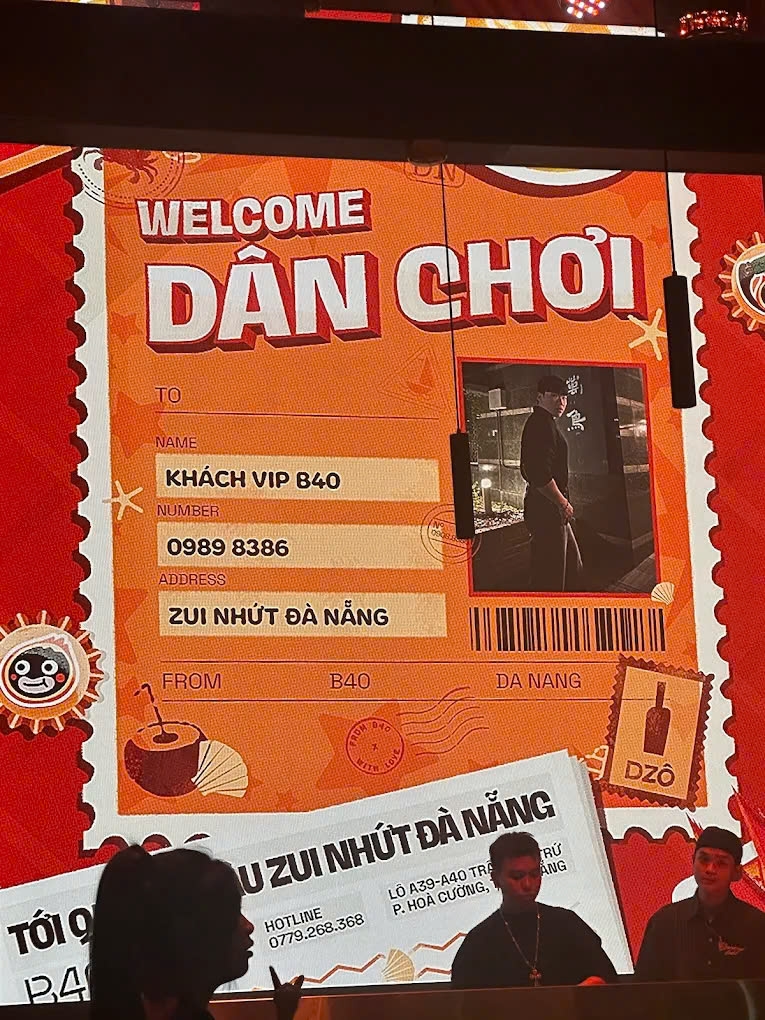 WELCOME
DÂN CHƠI
TO
NAME
KHÁCH VIP B40
NUMBER
0989 8386
ADDRESS
ZUI NHỨT ĐÀ NẴNG
FROM B40 DA NANG
FROM B40
X
WITH LOVE
DZÔ
ZUI NHỨT ĐÀ NẴNG
TỚI
HOTLINE
0779.268.368
LÔ A39-A40
P. HOÀ CƯỜNG,